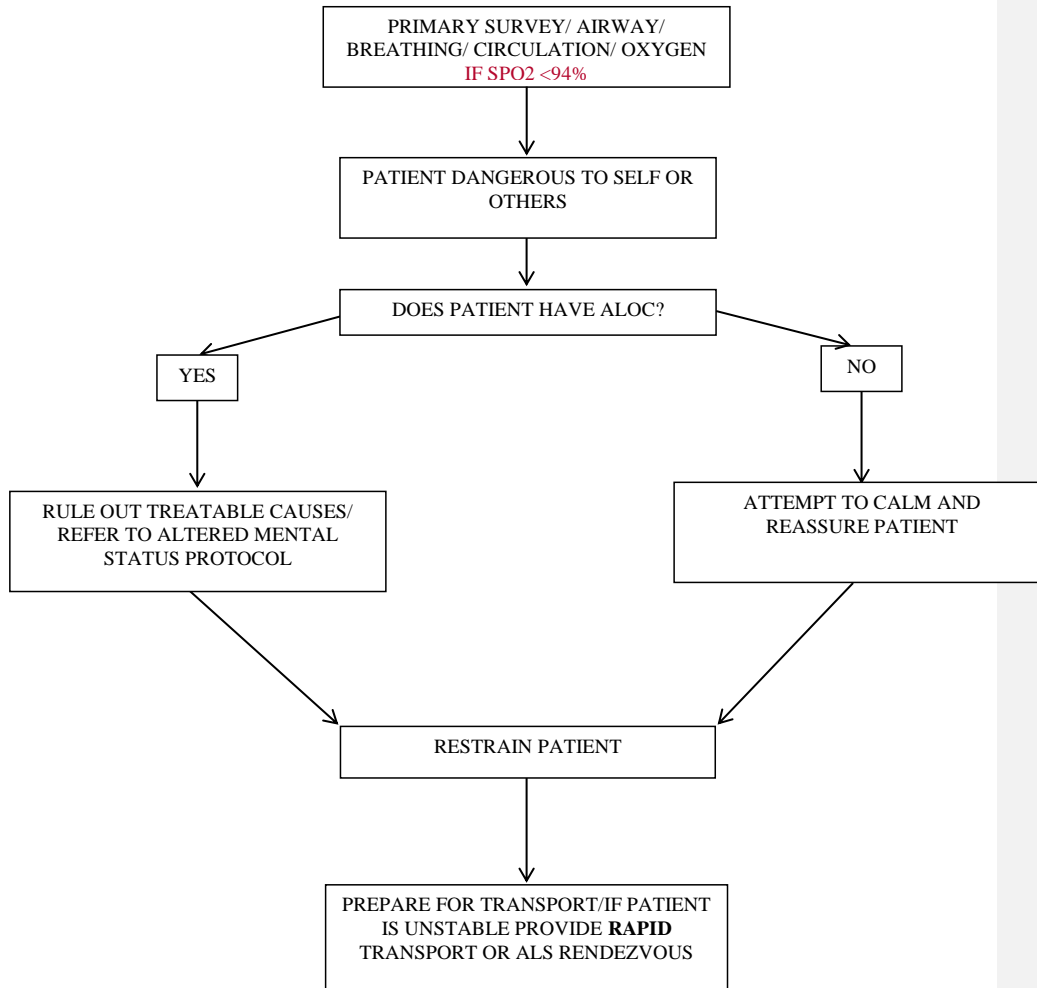 PRIMARY SURVEY/ AIRWAY/
BREATHING/ CIRCULATION/ OXYGEN
IF SPO2 <94%
PATIENT DANGEROUS TO SELF OR
OTHERS
DOES PATIENT HAVE ALOC?
YES
NO
RULE OUT TREATABLE CAUSES/
REFER TO ALTERED MENTAL
STATUS PROTOCOL
ATTEMPT TO CALM AND
REASSURE PATIENT
RESTRAIN PATIENT
PREPARE FOR TRANSPORT/IF PATIENT
IS UNSTABLE PROVIDE RAPID
TRANSPORT OR ALS RENDEZVOUS